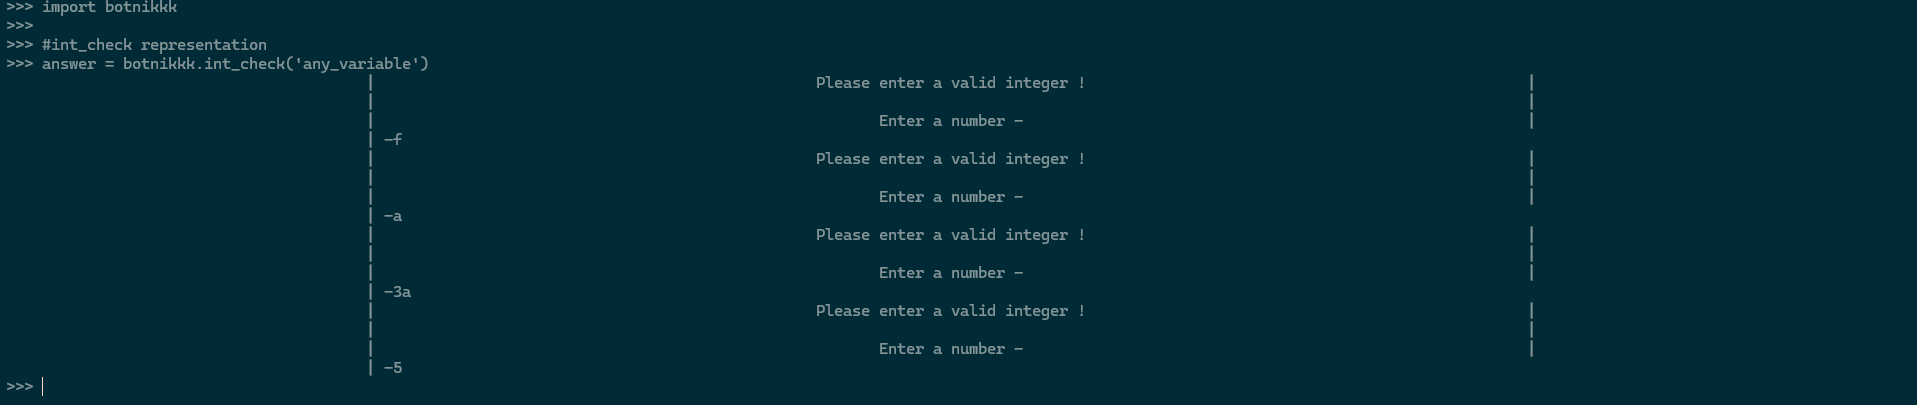 >>> import botnikkk
>>>
>>> #int_check representation
>>> answer = botnikkk.int_check('any_variable')
| Please enter a valid integer ! |
| |
| Enter a number - |
| -f
| Please enter a valid integer ! |
| |
| Enter a number - |
| -a
| Please enter a valid integer ! |
| |
| Enter a number - |
| -3a
| Please enter a valid integer ! |
| |
| Enter a number - |
| -5
>>>